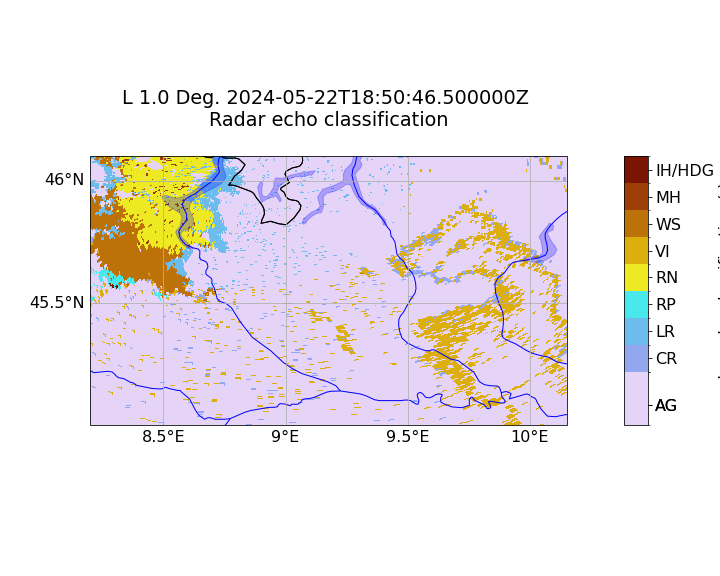 L 1.0 Deg. 2024-05-22T18:50:46.500000Z
Radar echo classification
46°N
45.5°N
8.5°E
9°E
9.5°E
10°E
IH/HDG
MH
WS
VI
RN
RP
LR
CR
AG